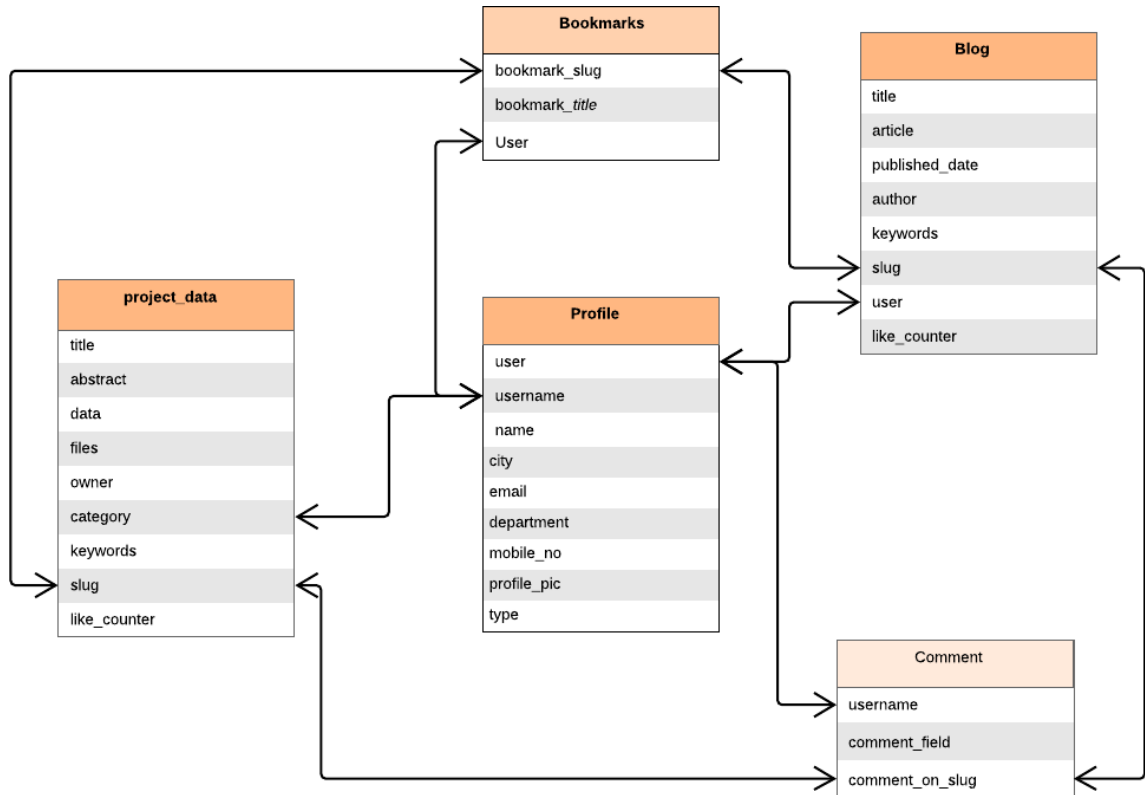 Bookmarks
bookmark_slug
bookmark_title
User
Blog
title
article
published_date
author
keywords
slug
user
like_counter
project_data
title
abstract
data
files
owner
category
keywords
slug
like_counter
Profile
user
username
name
city
email
department
mobile_no
profile_pic
type
Comment
username
comment_field
comment_on_slug